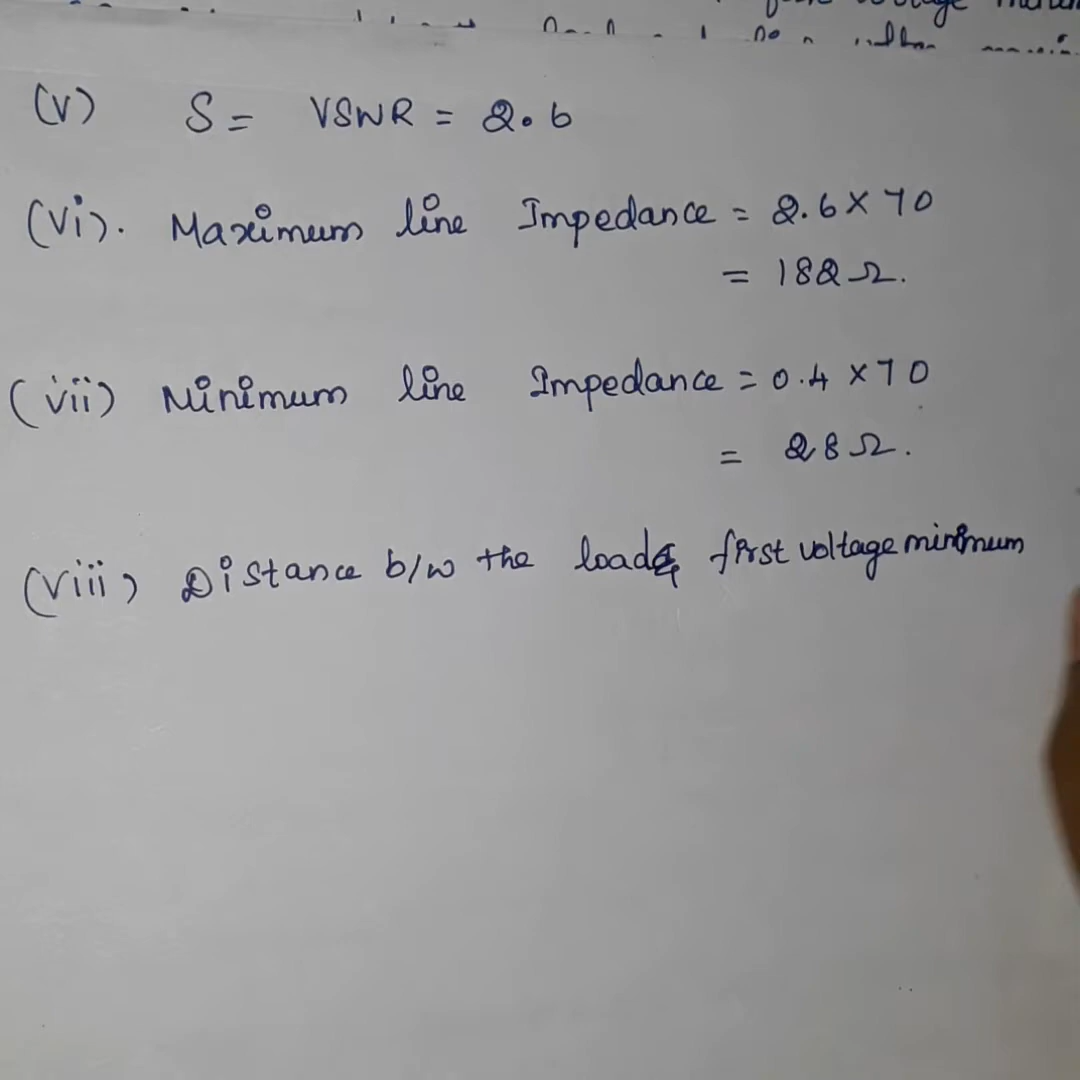 voltage
(v) S = VSWR = 2.6
(vi). Maximum line Impedance = 2.6 × 70
= 182 Ω.
(vii) Minimum line Impedance = 0.4 × 70
= 28 Ω.
(viii) Distance b/w the load & first voltage minimum